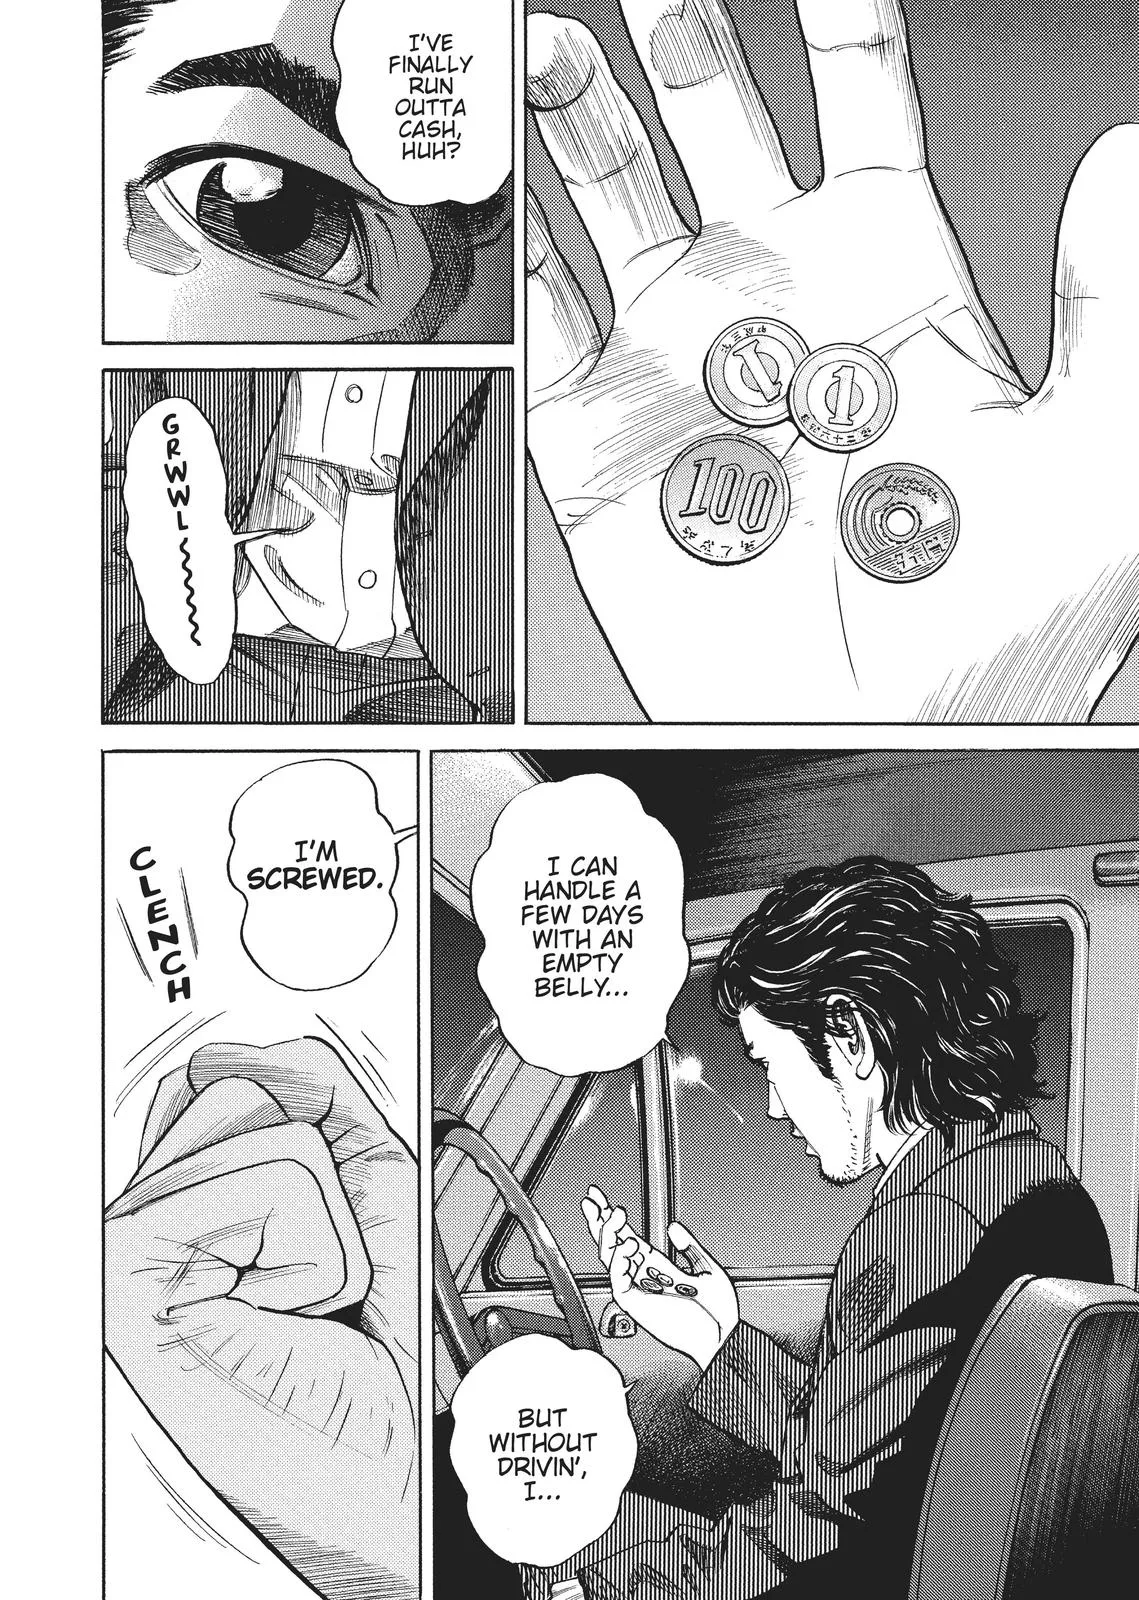 1
1
100
I'VE
FINALLY
RUN
OUTTA
CASH,
HUH?
GRWWL
I CAN
HANDLE A
FEW DAYS
WITH AN
EMPTY
BELLY...
BUT
WITHOUT
DRIVIN',
I...
I'M
SCREWED.
CLENCH